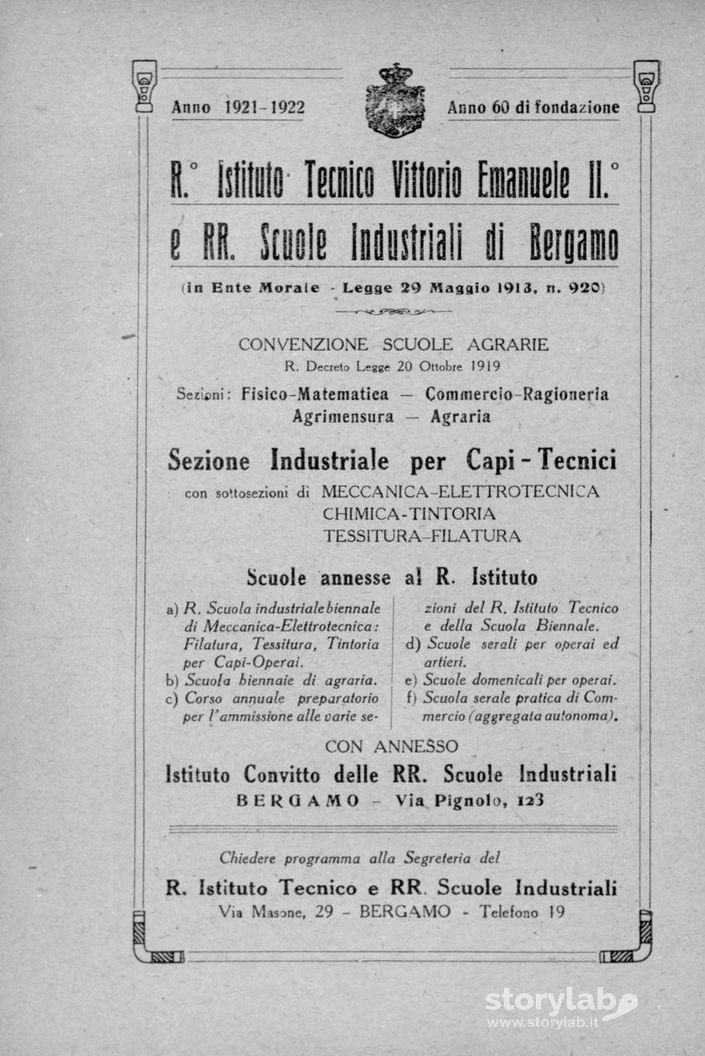 Anno 1921-1922
Anno 60 di fondazione
R.° Istituto Tecnico Vittorio Emanuele II.°
e RR. Scuole Industriali di Bergamo
(in Ente Morale - Legge 29 Maggio 1913, n. 920)
CONVENZIONE SCUOLE AGRARIE
R. Decreto Legge 20 Ottobre 1919
Sezioni: Fisico-Matematica — Commercio-Ragioneria
Agrimensura — Agraria
Sezione Industriale per Capi-Tecnici
con sottosezioni di MECCANICA-ELETTROTECNICA
CHIMICA-TINTORIA
TESSITURA-FILATURA
Scuole annesse al R. Istituto
a) R. Scuola industriale biennale
di Meccanica-Elettrotecnica:
Filatura, Tessitura, Tintoria
per Capi-Operai.
b) Scuola biennale di agraria.
c) Corso annuale preparatorio
per l'ammissione alle varie se-
zioni del R. Istituto Tecnico
e della Scuola Biennale.
d) Scuole serali per operai ed
artieri.
e) Scuole domenicali per operai.
f) Scuola serale pratica di Com-
mercio (aggregata autonoma).
CON ANNESSO
Istituto Convitto delle RR. Scuole Industriali
BERGAMO - Via Pignolo, 123
Chiedere programma alla Segreteria del
R. Istituto Tecnico e RR. Scuole Industriali
Via Masone, 29 - BERGAMO - Telefono 19
storylab
www.storylab.it